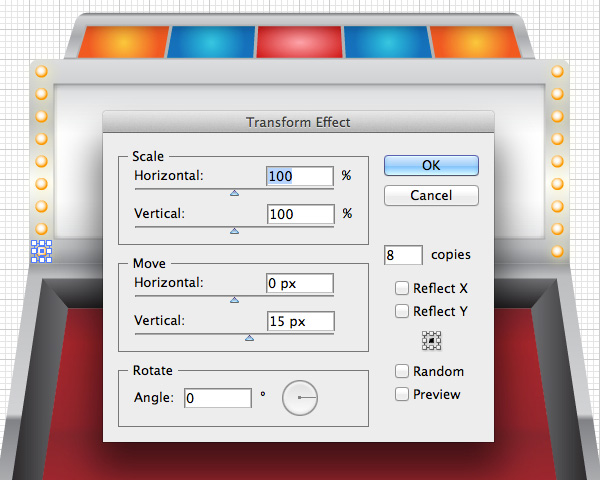 Transform Effect
Scale
Horizontal: 100 %
Vertical: 100 %
Move
Horizontal: 0 px
Vertical: 15 px
Rotate
Angle: 0 °
OK
Cancel
8 copies
Reflect X
Reflect Y
Random
Preview